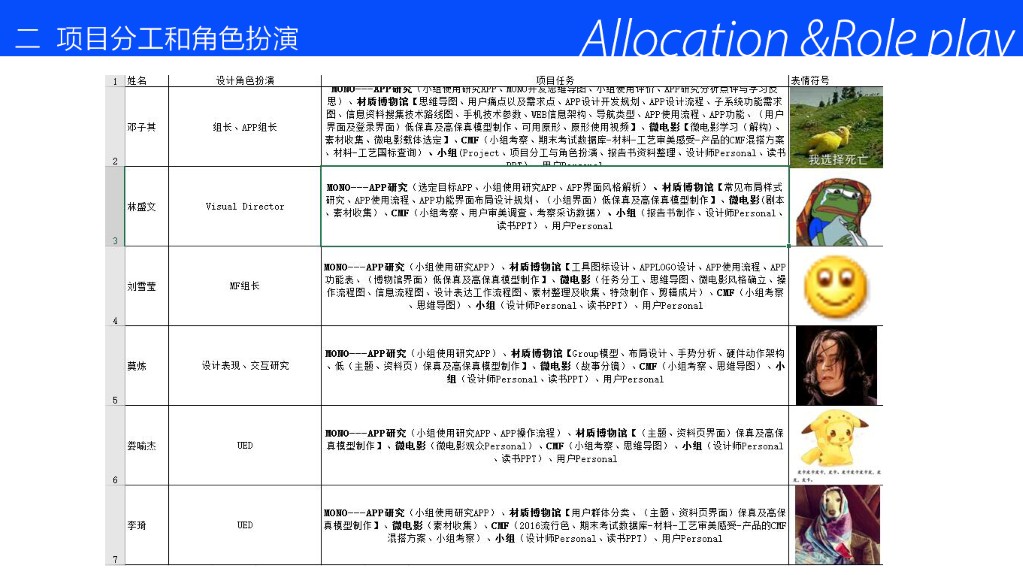 二 项目分工和角色扮演
Allocation &Role play
1 姓名 设计角色扮演 项目任务 表情符号
MONO---APP研究（小组使用研究APP、MONO开发思维导图、小组使用评价、APP研究分析点评与学习反
思）、材质博物馆【思维导图、用户痛点以及需求点、APP设计开发规划、APP设计流程、子系统功能需求
图、信息资料搜集技术路线图、手机技术参数、WEB信息架构、导航类型、APP使用流程、APP功能、（用户
界面及登录界面）低保真及高保真模型制作、可用原形、原形使用视频】、微电影【微电影学习（解构）、
素材收集、微电影载体选定】、CMF（小组考察、期末考试数据库-材料-工艺审美感受-产品的CMF混搭方案
、材料-工艺国标查询）、小组(Project、项目分工与角色扮演、报告书资料整理、设计师Personal、读书
PPT）、用户Personal
2 邓子其 组长、APP组长
我选择死亡
MONO---APP研究（选定目标APP、小组使用研究APP、APP界面风格解析）、材质博物馆【常见布局样式
研究、APP使用流程、APP功能界面布局设计规划、（小组界面）低保真及高保真模型制作】、微电影(剧本
、素材收集）、CMF（小组考察、用户审美调查、考察采访数据）、小组（报告书制作、设计师Personal、
读书PPT）、用户Personal
3 林盛文 Visual Director
MONO---APP研究（小组使用研究APP）、材质博物馆【工具图标设计、APPLOGO设计、APP使用流程、APP
功能表、（博物馆界面）低保真及高保真模型制作】、微电影（任务分工、思维导图、微电影风格确立、操
作流程图、信息流程图、设计表达工作流程图、素材整理及收集、特效制作、剪辑成片）、CMF（小组考察
、思维导图）、小组（设计师Personal、读书PPT）、用户Personal
4 刘雪莹 MF组长
MONO---APP研究（小组使用研究APP）、材质博物馆【Group模型、布局设计、手势分析、硬件动作架构
、低（主题、资料页）保真及高保真模型制作】、微电影（故事分镜）、CMF（小组考察、思维导图）、小
组（设计师Personal、读书PPT）、用户Personal
5 莫炼 设计表现、交互研究
MONO---APP研究（小组使用研究APP、APP操作流程）、材质博物馆【（主题、资料页界面）保真及高保
真模型制作】、微电影（微电影观众Personal）、CMF（小组考察、思维导图）、小组（设计师Personal
、读书PPT）、用户Personal
6 娄喻杰 UED
MONO---APP研究（小组使用研究APP）、材质博物馆【用户群体分类、（主题、资料页界面）保真及高保
真模型制作】、微电影（素材收集）、CMF（2016流行色、期末考试数据库-材料-工艺审美感受-产品的CMF
混搭方案、小组考察）、小组（设计师Personal、读书PPT）、用户Personal
7 李琦 UED